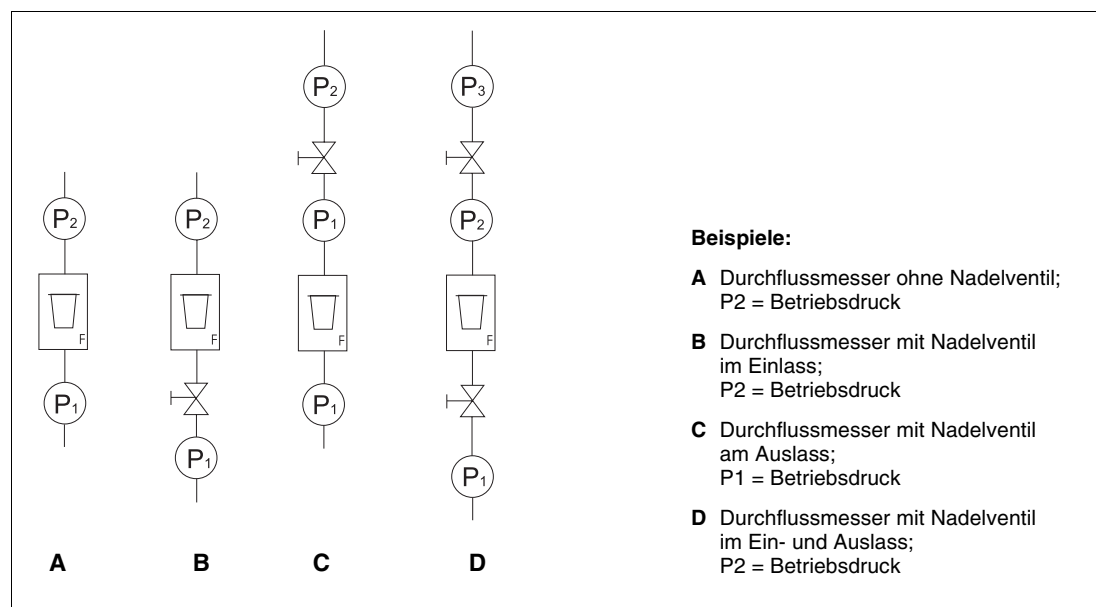 P2
P3
P2
P2
P1
P2
F
F
F
F
P1
P1
P1
P1
A
B
C
D
Beispiele:
A Durchflussmesser ohne Nadelventil;
P2 = Betriebsdruck
B Durchflussmesser mit Nadelventil
im Einlass;
P2 = Betriebsdruck
C Durchflussmesser mit Nadelventil
am Auslass;
P1 = Betriebsdruck
D Durchflussmesser mit Nadelventil
im Ein- und Auslass;
P2 = Betriebsdruck